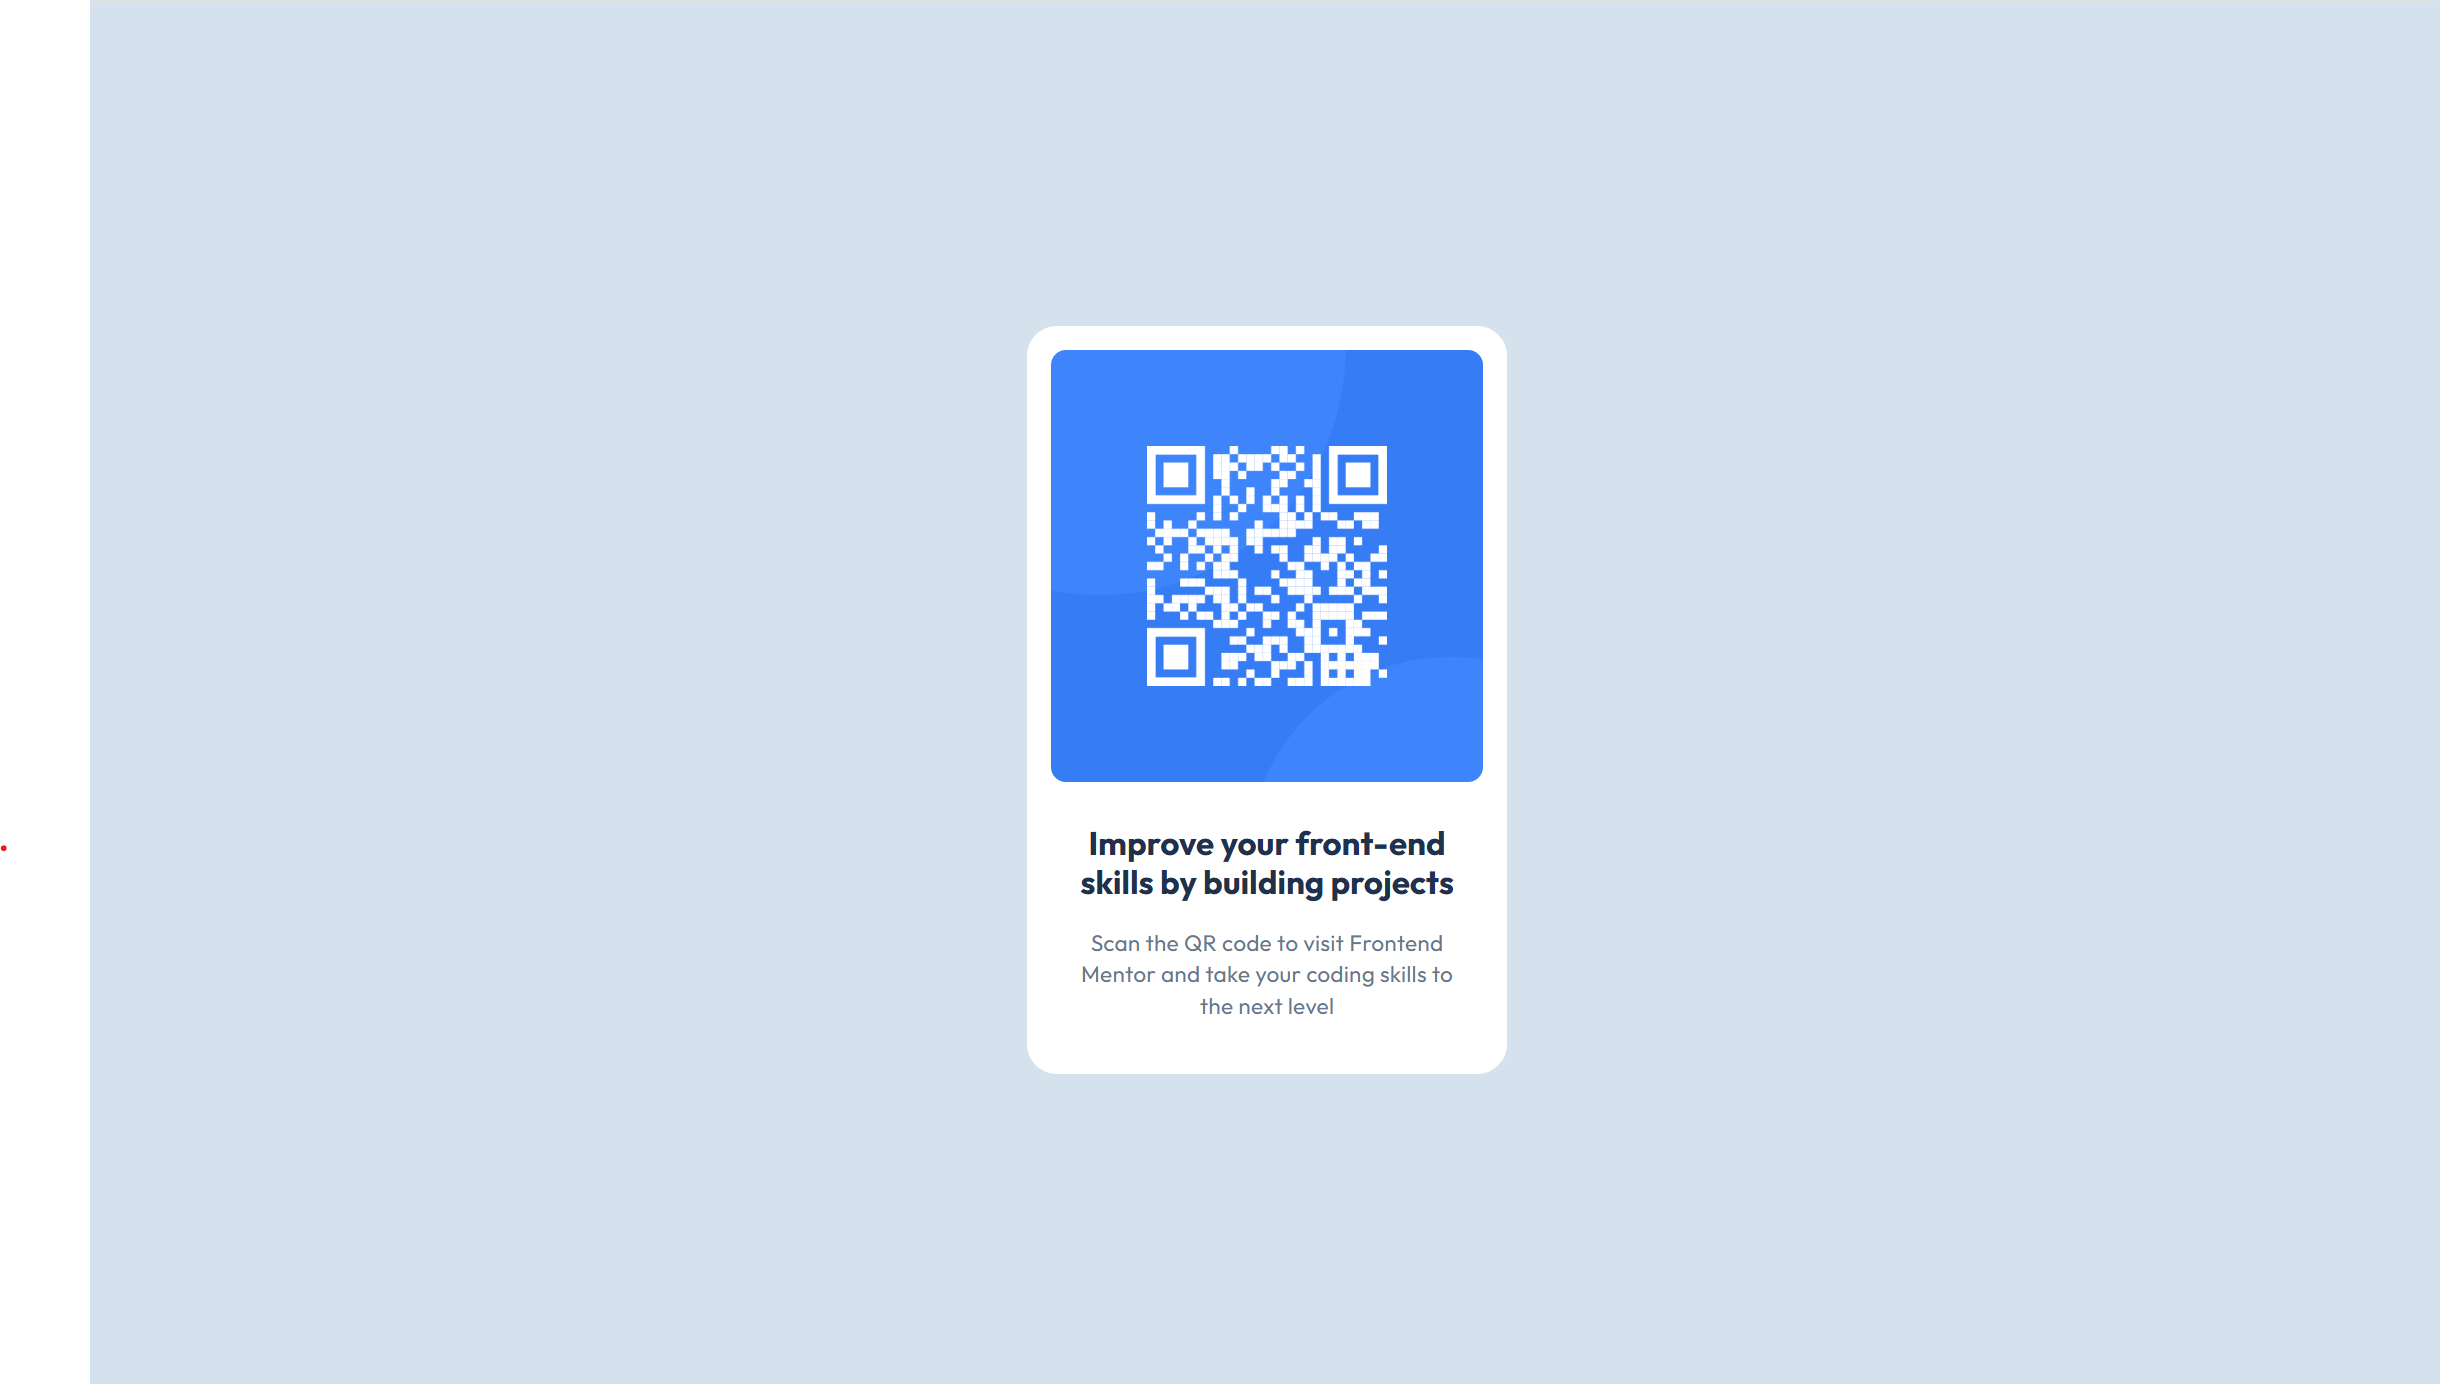 Improve your front-end
skills by building projects
Scan the QR code to visit Frontend
Mentor and take your coding skills to
the next level